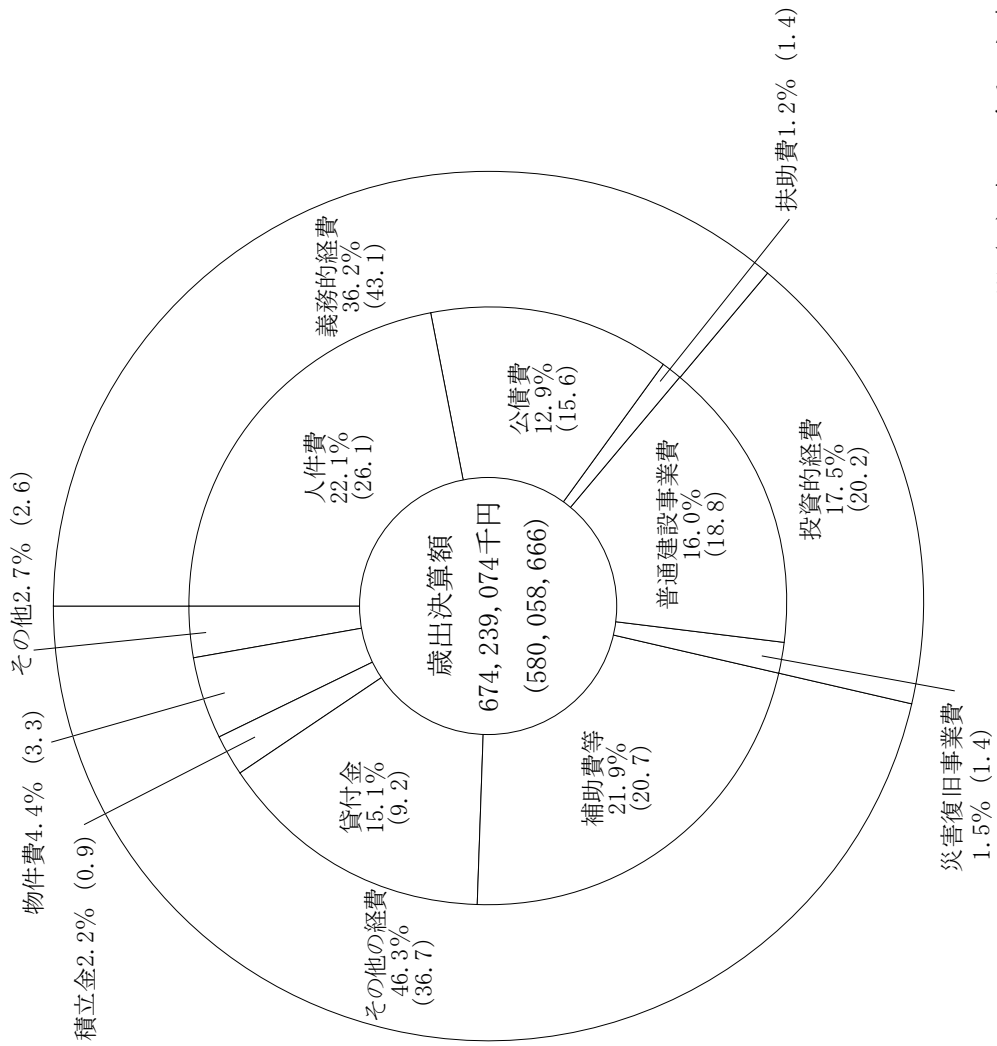 その他2.7% (2.6)
物件費4.4% (3.3)
積立金2.2% (0.9)
義務的経費
36.2%
(43.1)
人件費
22.1%
(26.1)
公債費
12.9%
(15.6)
扶助費1.2% (1.4)
歳出決算額
674,239,074千円
(580,058,666)
普通建設事業費
16.0%
(18.8)
投資的経費
17.5%
(20.2)
災害復旧事業費
1.5% (1.4)
補助費等
21.9%
(20.7)
貸付金
15.1%
(9.2)
その他の経費
46.3%
(36.7)